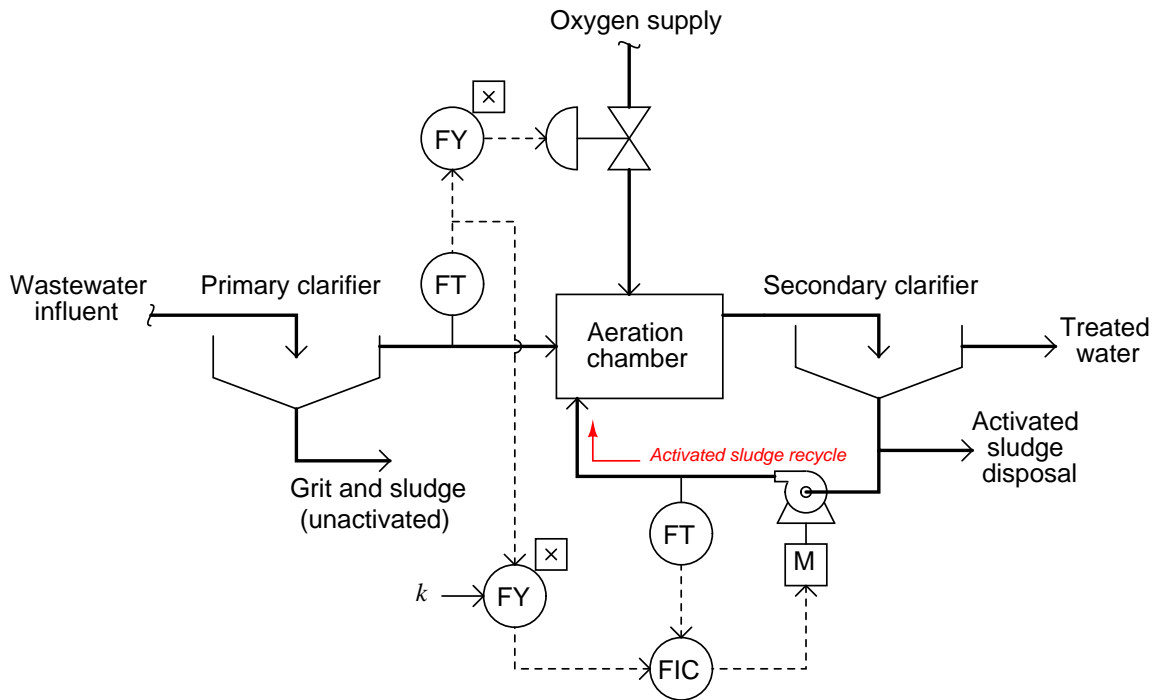 Oxygen supply
×
FY
Wastewater
influent
Primary clarifier
FT
Secondary clarifier
Aeration
chamber
Treated
water
Activated sludge recycle
Activated
sludge
disposal
Grit and sludge
(unactivated)
FT
M
×
k
FY
FIC